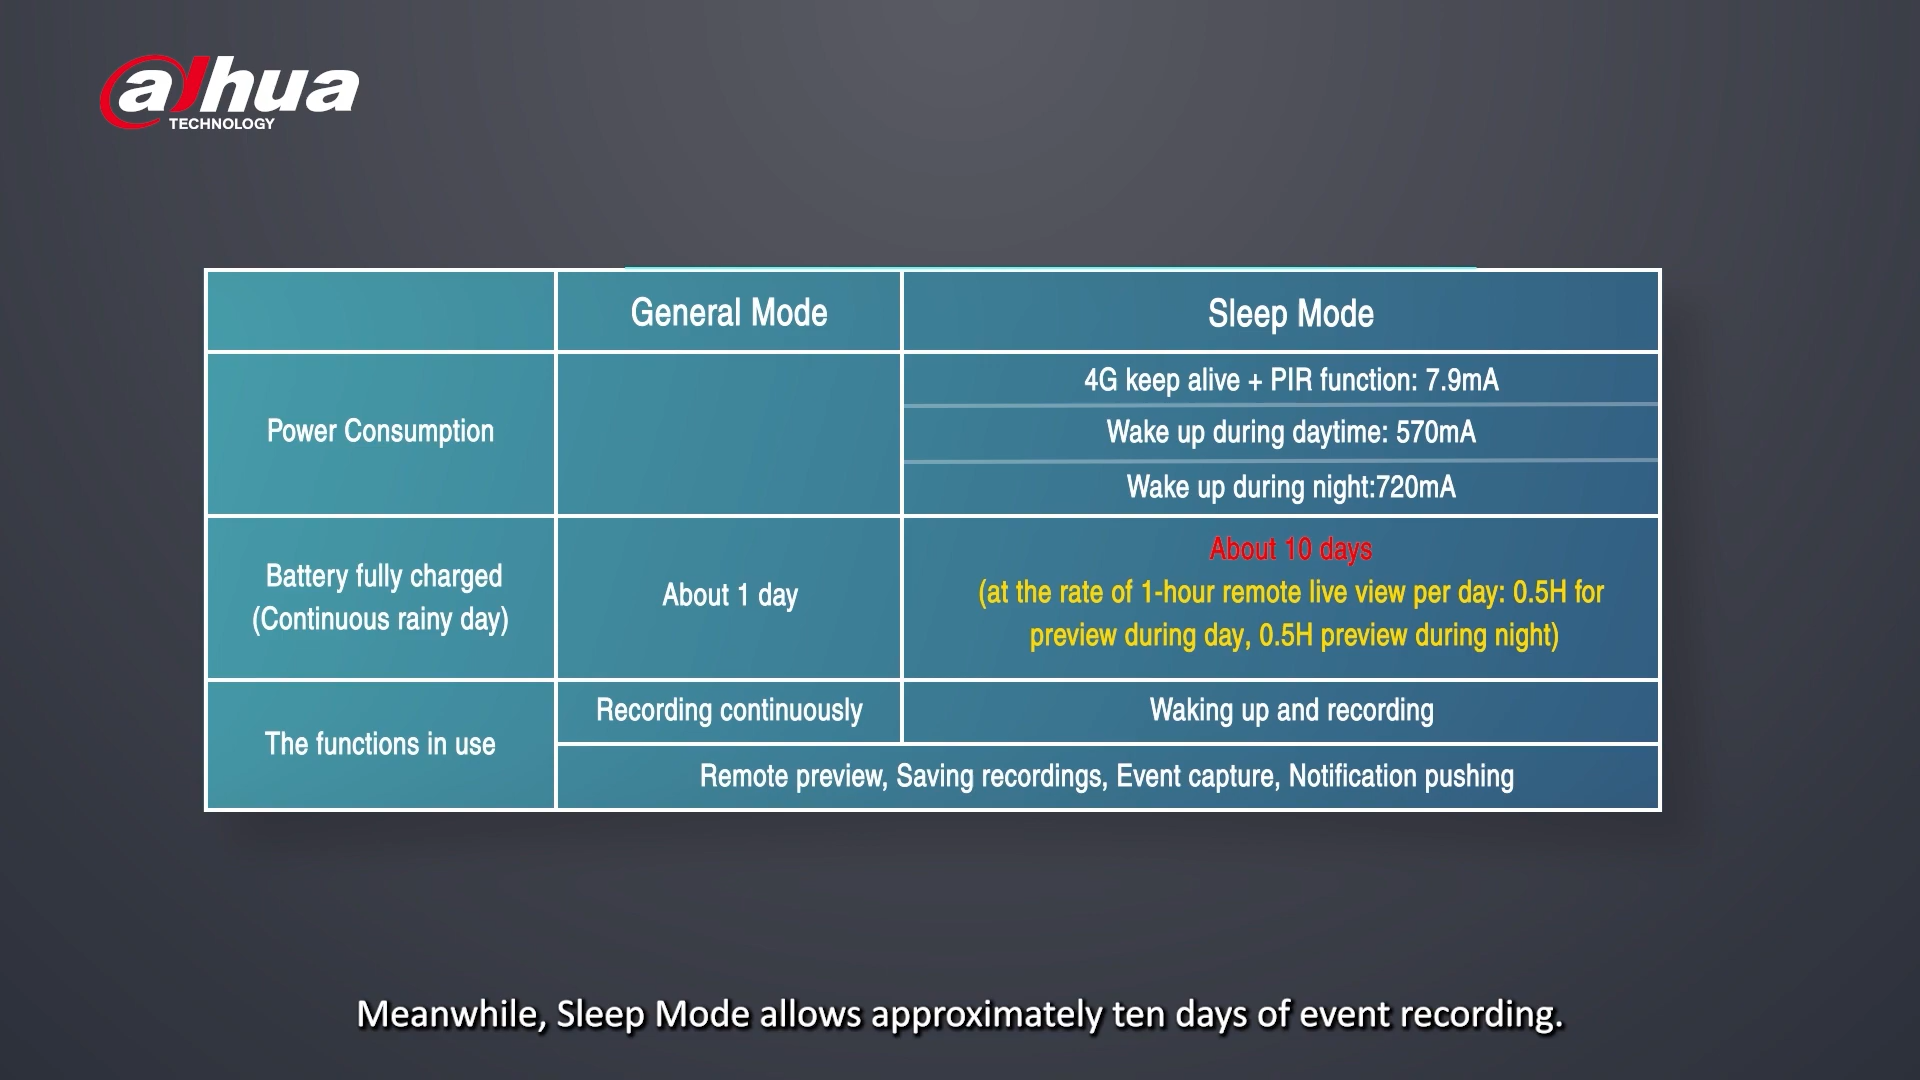 alhua
TECHNOLOGY
General Mode
Sleep Mode
Power Consumption
4G keep alive + PIR function: 7.9mA
Wake up during daytime: 570mA
Wake up during night:720mA
Battery fully charged
(Continuous rainy day)
About 1 day
About 10 days
(at the rate of 1-hour remote live view per day: 0.5H for
preview during day, 0.5H preview during night)
The functions in use
Recording continuously
Waking up and recording
Remote preview, Saving recordings, Event capture, Notification pushing
Meanwhile, Sleep Mode allows approximately ten days of event recording.